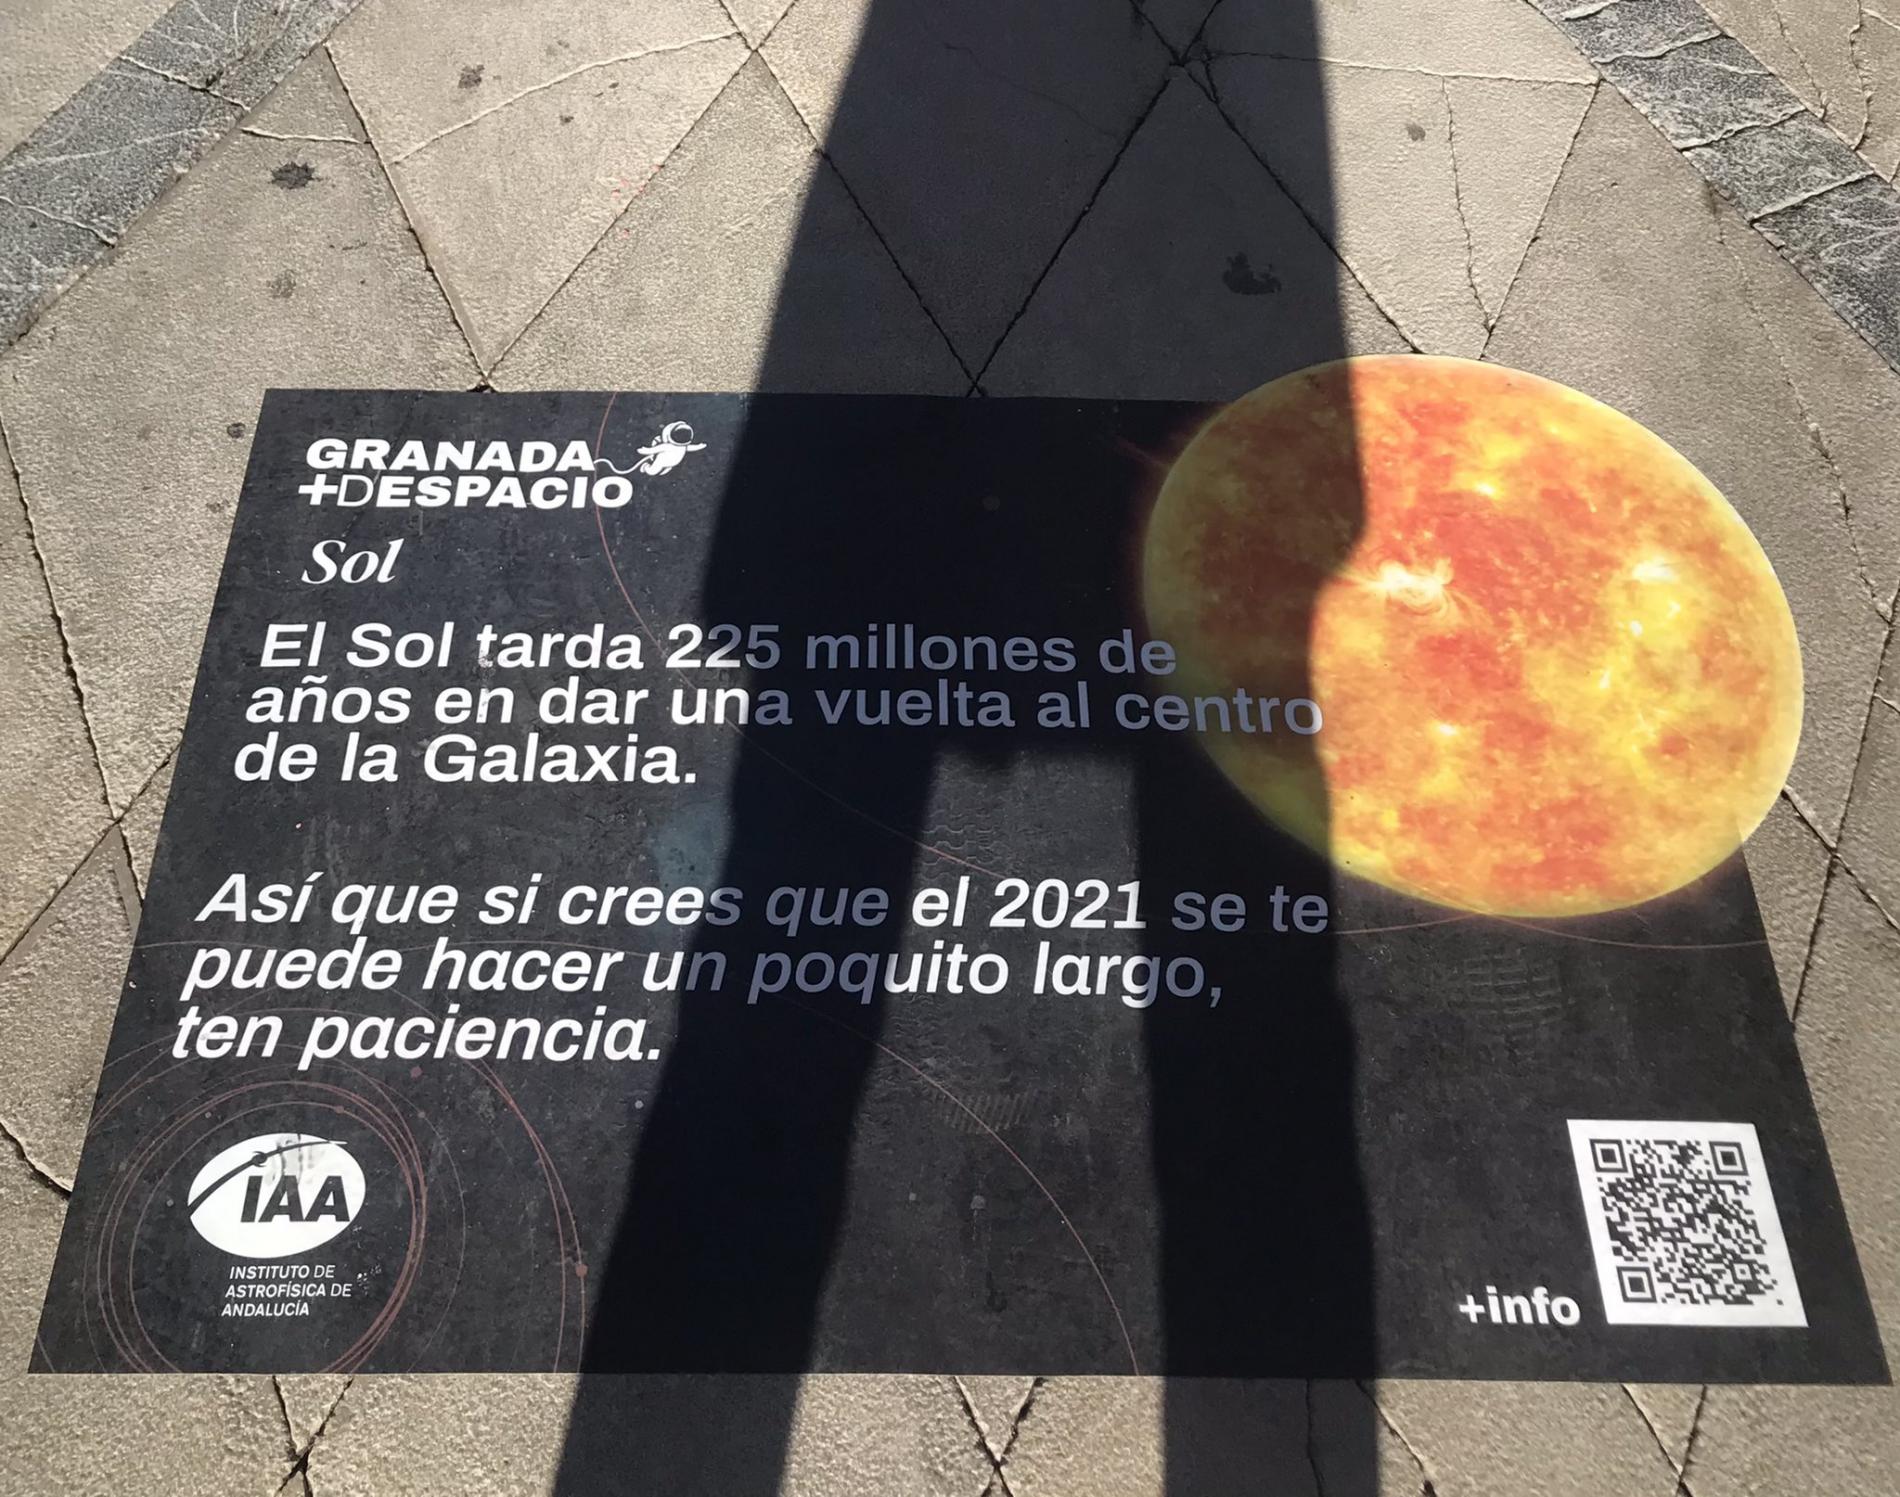 GRANADA
+DESPACIO
Sol
El Sol tarda 225 millones de
años en dar una vuelta al centro
de la Galaxia.
Así que si crees que el 2021 se te
puede hacer un poquito largo,
ten paciencia.
IAA
INSTITUTO DE
ASTROFÍSICA DE
ANDALUCÍA
+info